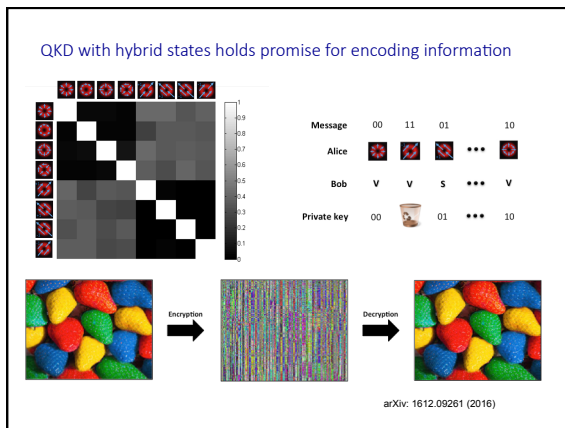 QKD with hybrid states holds promise for encoding information
1
0.9
0.8
0.7
0.6
0.5
0.4
0.3
0.2
0.1
0
Message 00 11 01 ••• 10
Alice •••
Bob V V S ••• V
Private key 00 01 ••• 10
Encryption
Decryption
arXiv: 1612.09261 (2016)